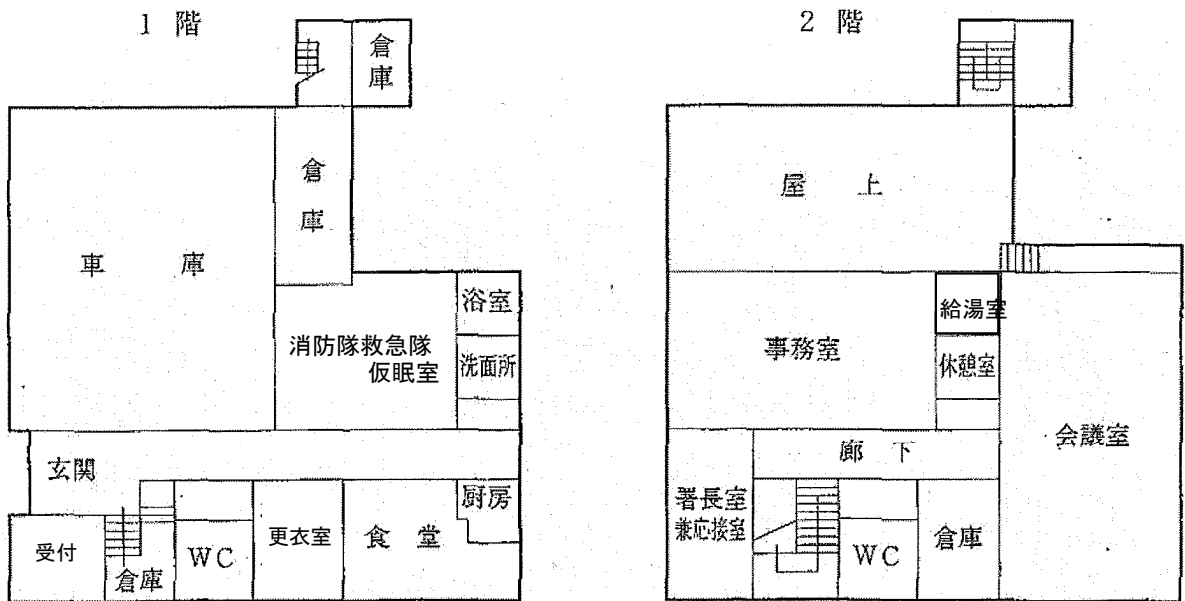 1 階
倉
庫
倉
庫
車 庫
浴室
消防隊救急隊
仮眠室
洗面所
玄関
厨房
受付
倉庫
WC
更衣室
食 堂
2 階
屋 上
給湯室
事務室
休憩室
会議室
廊 下
署長室
兼応接室
WC
倉庫